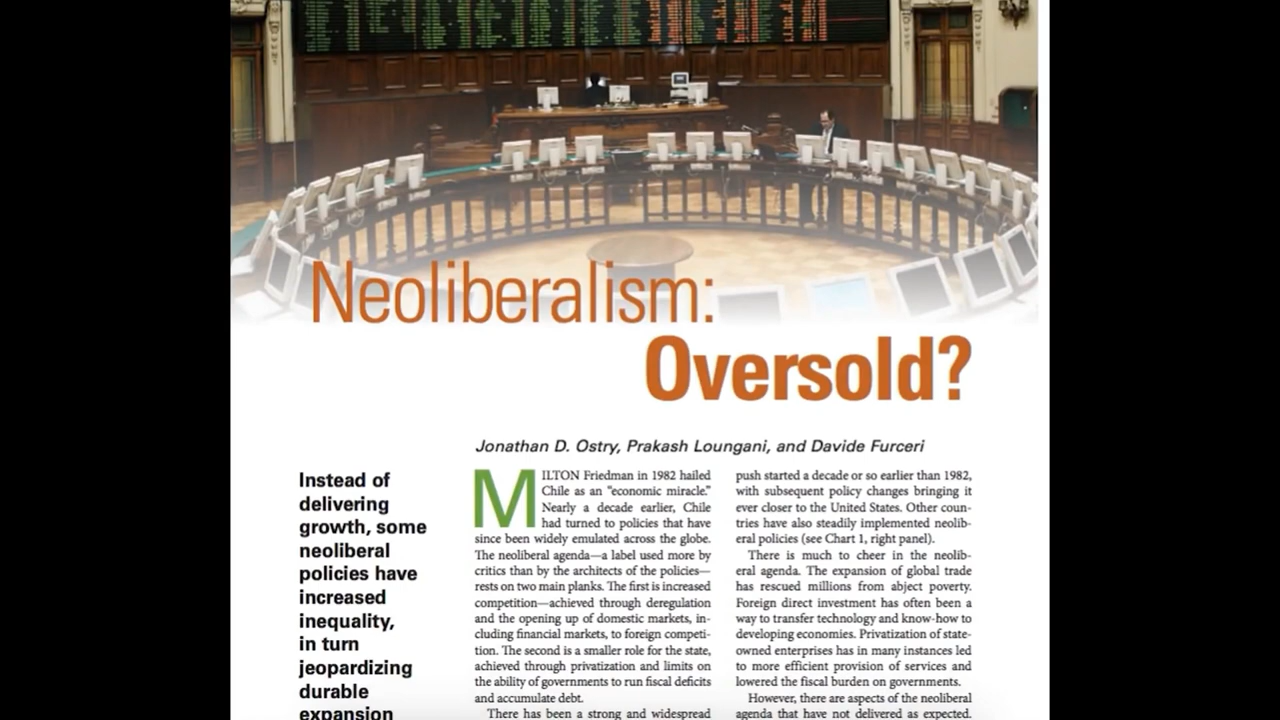 Neoliberalism:
Oversold?
Jonathan D. Ostry, Prakash Loungani, and Davide Furceri
Instead of
delivering
growth, some
neoliberal
policies have
increased
inequality,
in turn
jeopardizing
durable
expansion
MILTON Friedman in 1982 hailed
Chile as an “economic miracle.”
Nearly a decade earlier, Chile
had turned to policies that have
since been widely emulated across the globe.
The neoliberal agenda—a label used more by
critics than by the architects of the policies—
rests on two main planks. The first is increased
competition—achieved through deregulation
and the opening up of domestic markets, in-
cluding financial markets, to foreign competi-
tion. The second is a smaller role for the state,
achieved through privatization and limits on
the ability of governments to run fiscal deficits
and accumulate debt.
There has been a strong and widespread
push started a decade or so earlier than 1982,
with subsequent policy changes bringing it
ever closer to the United States. Other coun-
tries have also steadily implemented neolib-
eral policies (see Chart 1, right panel).
There is much to cheer in the neolib-
eral agenda. The expansion of global trade
has rescued millions from abject poverty.
Foreign direct investment has often been a
way to transfer technology and know-how to
developing economies. Privatization of state-
owned enterprises has in many instances led
to more efficient provision of services and
lowered the fiscal burden on governments.
However, there are aspects of the neoliberal
agenda that have not delivered as expected.